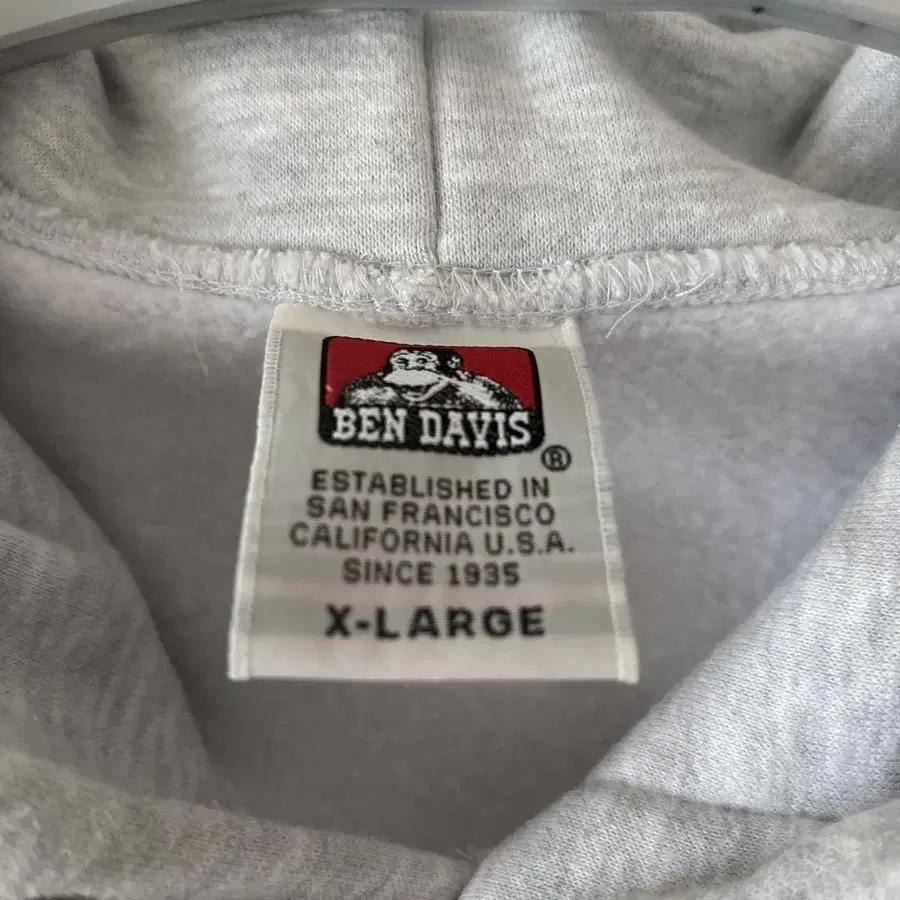 BEN DAVIS
®
ESTABLISHED IN
SAN FRANCISCO
CALIFORNIA U.S.A.
SINCE 1935
X-LARGE